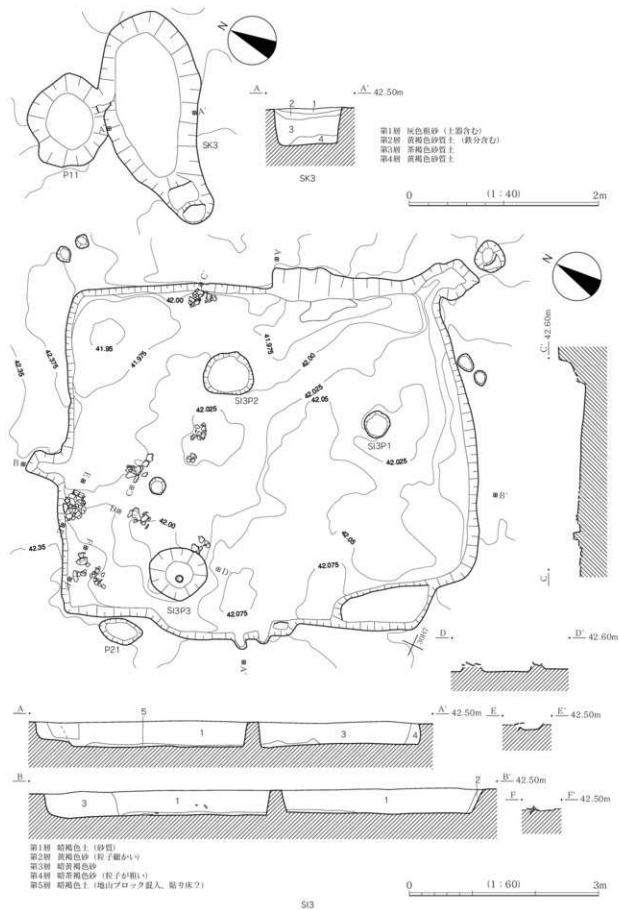 N
A
A'
P11
SK3
A
A' 42.50m
2 1
3
4
SK3
第1層 灰色粗砂（土器含む）
第2層 黄褐色砂質土（鉄分含む）
第3層 茶褐色砂質土
第4層 黄褐色砂質土
0 (1：40) 2m
N
C'
42.00
41.95
41.975
42.375
42.35
41.975
42.00
42.025
42.05
SI3P2
42.025
SI3P1
42.025
B
E
C
D
42.00
B'
42.35
F
D'
42.05
SI3P3
42.075
42.075
P21
A'
C' 42.60m
C
D
D' 42.60m
A
5
1
3
4
A' 42.50m
E
E' 42.50m
B
3
1
1
2
B' 42.50m
F
F' 42.50m
第1層 暗褐色土（砂質）
第2層 黄褐色砂（粒子細かい）
第3層 暗黄褐色砂
第4層 暗茶褐色砂（粒子が粗い）
第5層 暗褐色土（地山ブロック混入、貼り床？）
0 (1：60) 3m
SI3